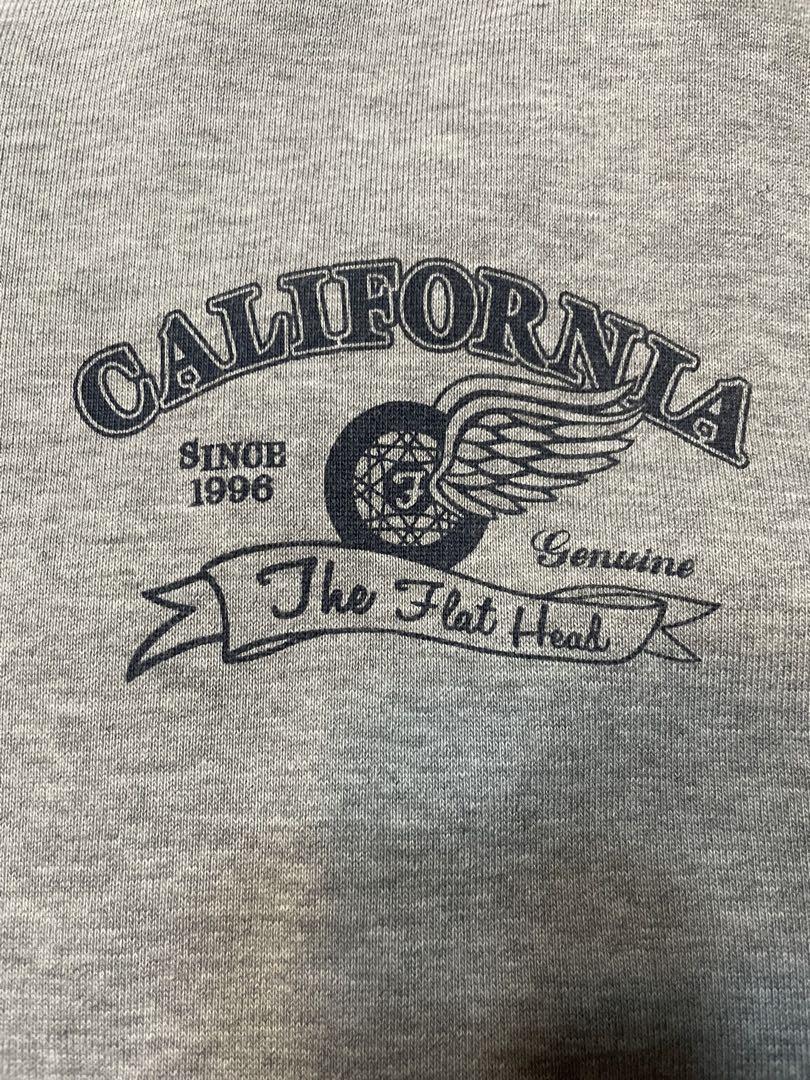 CALIFORNIA
SINCE
1996
F
Genuine
The Flat Head